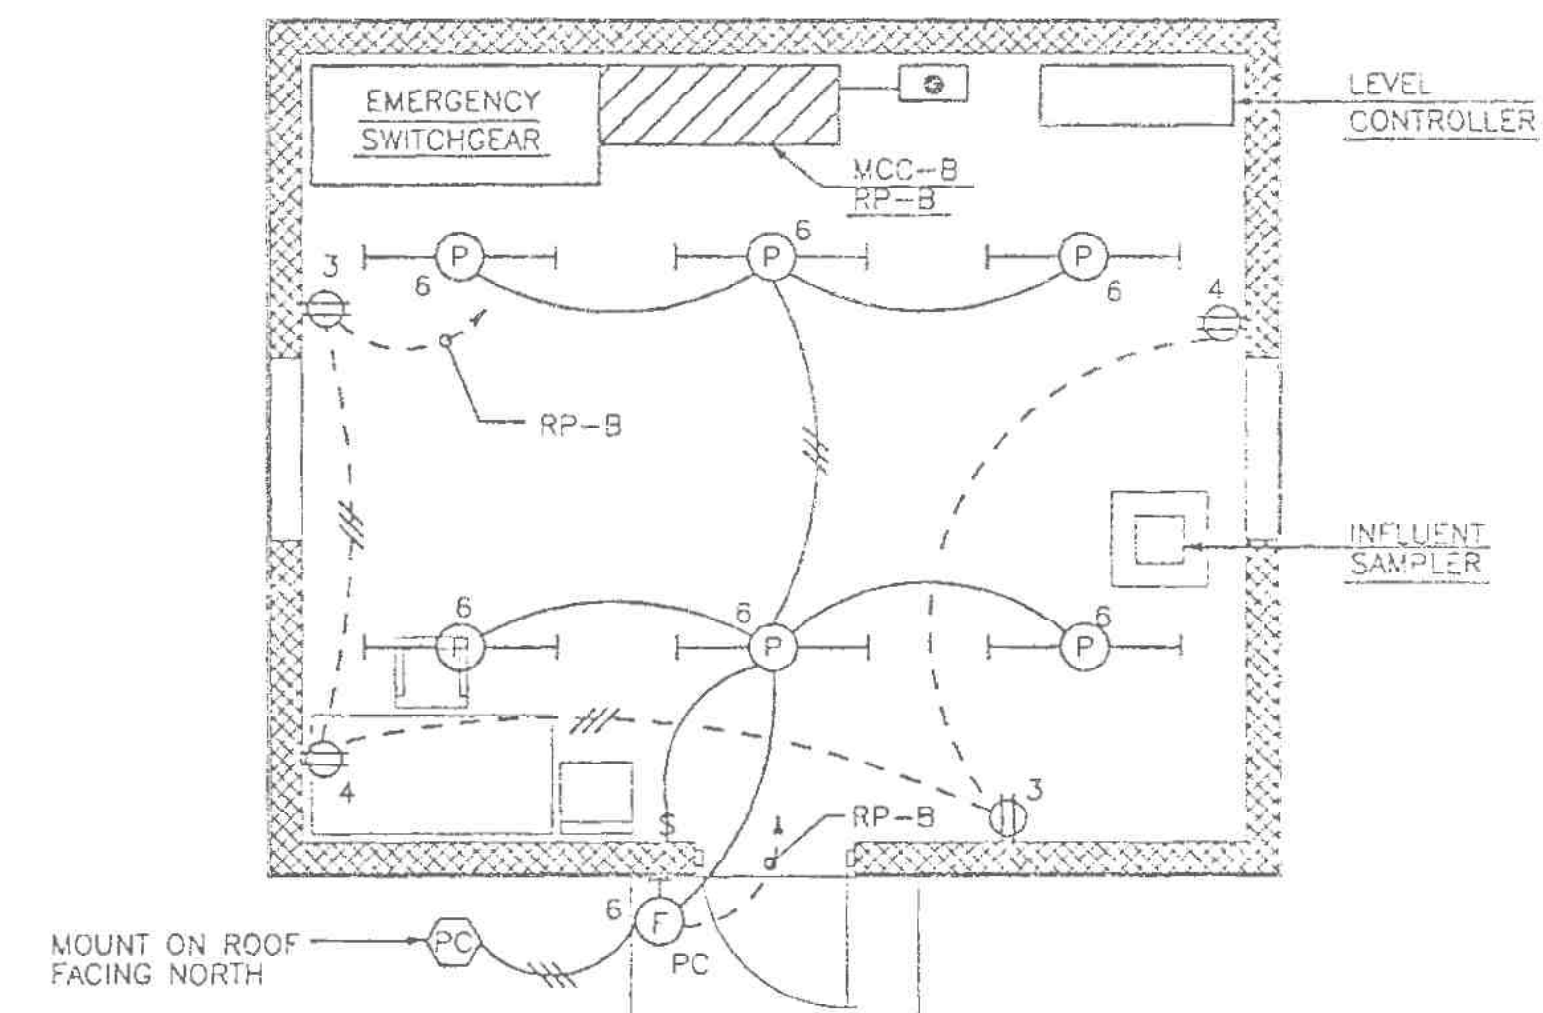 EMERGENCY
SWITCHGEAR
G
LEVEL
CONTROLLER
MCC-B
RP-B
6
P
P
P
6
6
3
4
RP-B
INFLUENT
SAMPLER
6
6
6
P
P
P
4
3
S
RP-B
6
F
PC
PC
MOUNT ON ROOF
FACING NORTH